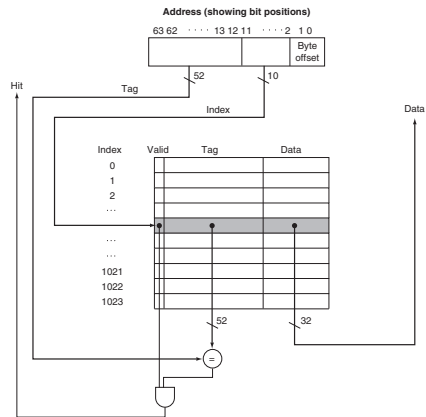 Address (showing bit positions)
63 62 ····· 13 12 11 ····· 2 1 0
Byte
offset
52
10
Hit
Tag
Data
Index
Index Valid Tag Data
0
1
2
...
...
...
1021
1022
1023
52
32
=